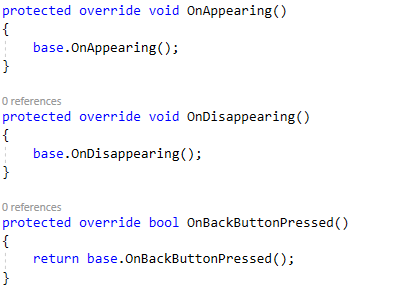 protected override void OnAppearing()
{
    base.OnAppearing();
}
0 references
protected override void OnDisappearing()
{
    base.OnDisappearing();
}
0 references
protected override bool OnBackButtonPressed()
{
    return base.OnBackButtonPressed();
}